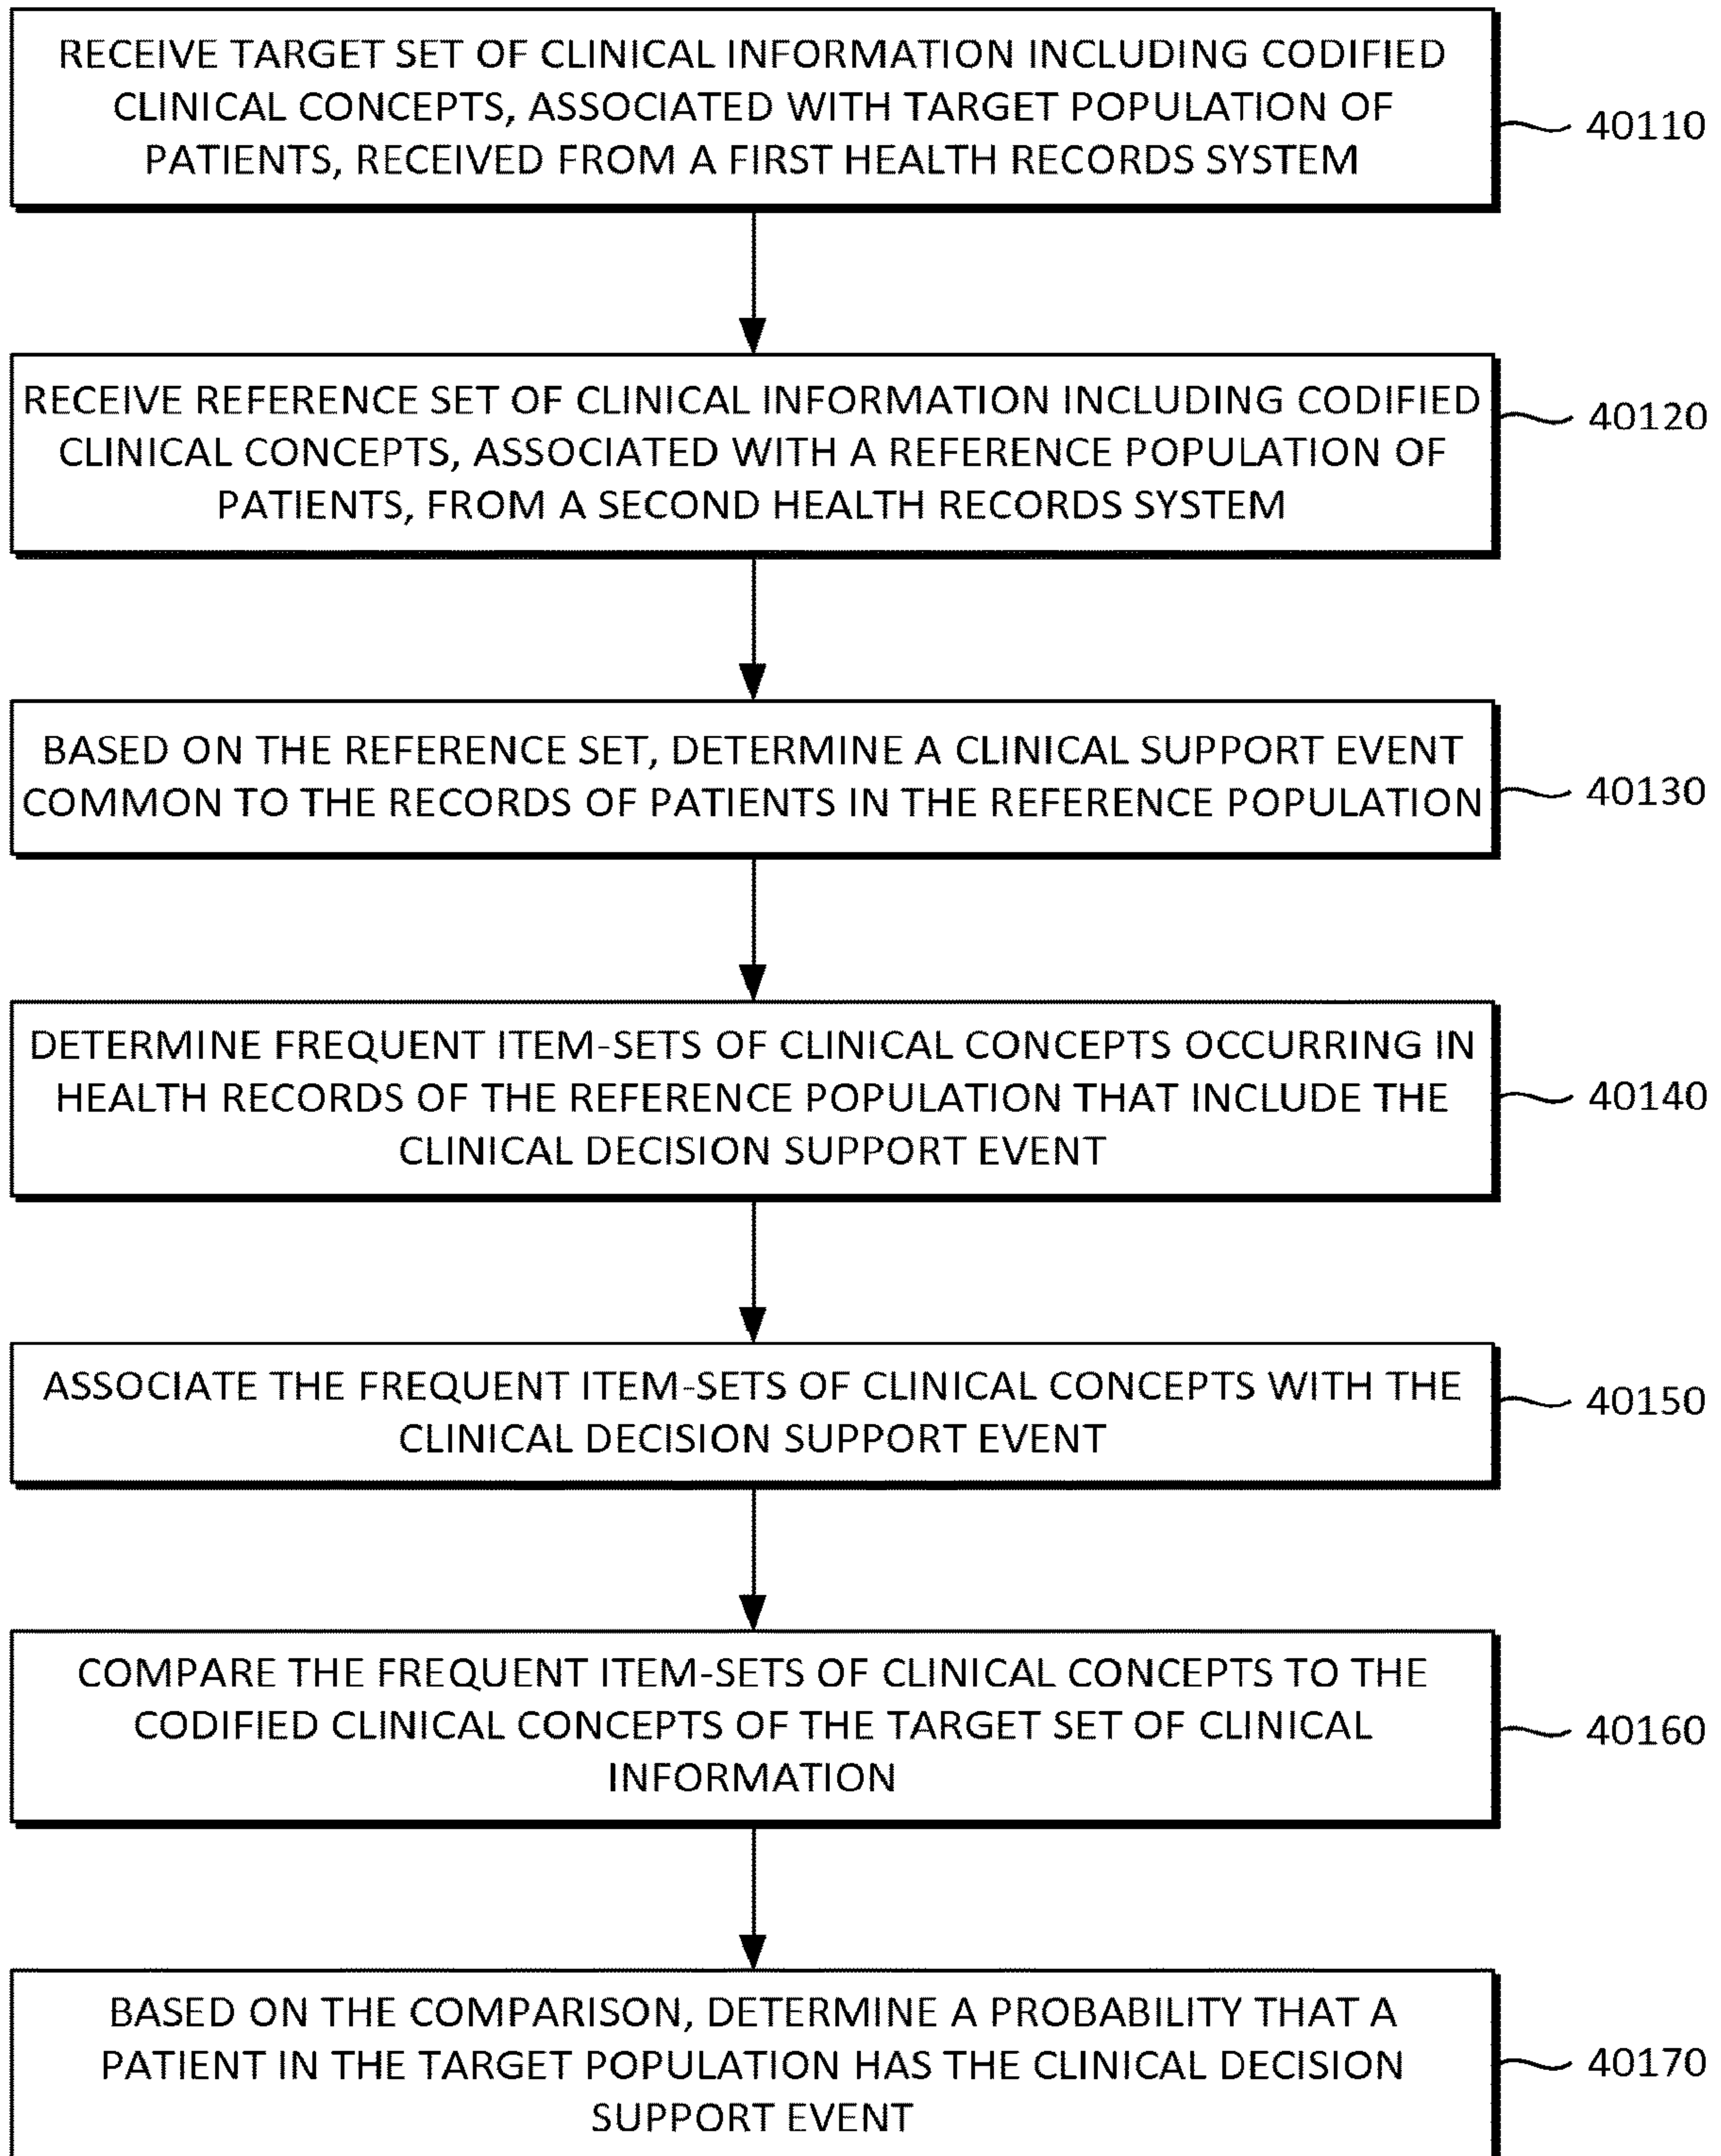 RECEIVE TARGET SET OF CLINICAL INFORMATION INCLUDING CODIFIED
CLINICAL CONCEPTS, ASSOCIATED WITH TARGET POPULATION OF
PATIENTS, RECEIVED FROM A FIRST HEALTH RECORDS SYSTEM
40110
RECEIVE REFERENCE SET OF CLINICAL INFORMATION INCLUDING CODIFIED
CLINICAL CONCEPTS, ASSOCIATED WITH A REFERENCE POPULATION OF
PATIENTS, FROM A SECOND HEALTH RECORDS SYSTEM
40120
BASED ON THE REFERENCE SET, DETERMINE A CLINICAL SUPPORT EVENT
COMMON TO THE RECORDS OF PATIENTS IN THE REFERENCE POPULATION
40130
DETERMINE FREQUENT ITEM-SETS OF CLINICAL CONCEPTS OCCURRING IN
HEALTH RECORDS OF THE REFERENCE POPULATION THAT INCLUDE THE
CLINICAL DECISION SUPPORT EVENT
40140
ASSOCIATE THE FREQUENT ITEM-SETS OF CLINICAL CONCEPTS WITH THE
CLINICAL DECISION SUPPORT EVENT
40150
COMPARE THE FREQUENT ITEM-SETS OF CLINICAL CONCEPTS TO THE
CODIFIED CLINICAL CONCEPTS OF THE TARGET SET OF CLINICAL
INFORMATION
40160
BASED ON THE COMPARISON, DETERMINE A PROBABILITY THAT A
PATIENT IN THE TARGET POPULATION HAS THE CLINICAL DECISION
SUPPORT EVENT
40170